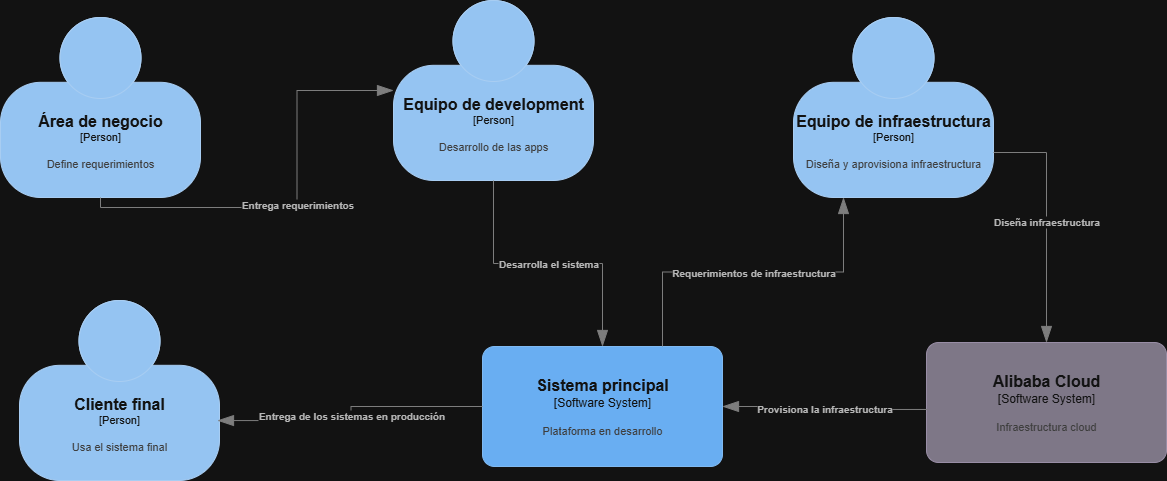 Área de negocio
[Person]
Define requerimientos
Equipo de development
[Person]
Desarrollo de las apps
Equipo de infraestructura
[Person]
Diseña y aprovisiona infraestructura
Entrega requerimientos
Diseña infraestructura
Desarrolla el sistema
Requerimientos de infraestructura
Cliente final
[Person]
Usa el sistema final
Entrega de los sistemas en producción
Sistema principal
[Software System]
Plataforma en desarrollo
Provisiona la infraestructura
Alibaba Cloud
[Software System]
Infraestructura cloud